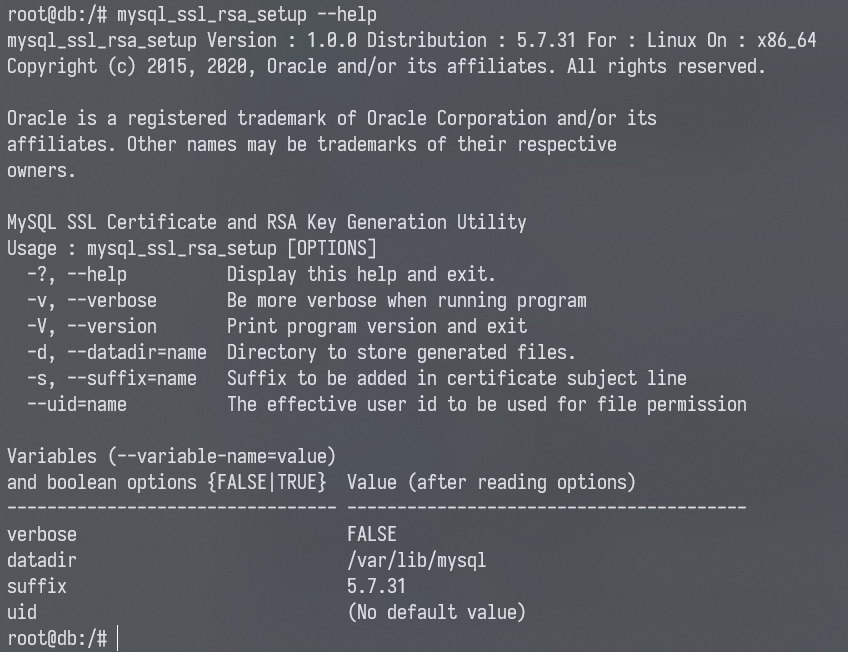 root@db:/# mysql_ssl_rsa_setup --help
mysql_ssl_rsa_setup Version : 1.0.0 Distribution : 5.7.31 For : Linux On : x86_64
Copyright (c) 2015, 2020, Oracle and/or its affiliates. All rights reserved.

Oracle is a registered trademark of Oracle Corporation and/or its
affiliates. Other names may be trademarks of their respective
owners.

MySQL SSL Certificate and RSA Key Generation Utility
Usage : mysql_ssl_rsa_setup [OPTIONS]
  -?, --help          Display this help and exit.
  -v, --verbose       Be more verbose when running program
  -V, --version       Print program version and exit
  -d, --datadir=name  Directory to store generated files.
  -s, --suffix=name   Suffix to be added in certificate subject line
  --uid=name          The effective user id to be used for file permission

Variables (--variable-name=value)
and boolean options {FALSE|TRUE}  Value (after reading options)
--------------------------------- ----------------------------------------
verbose                           FALSE
datadir                           /var/lib/mysql
suffix                            5.7.31
uid                               (No default value)
root@db:/#